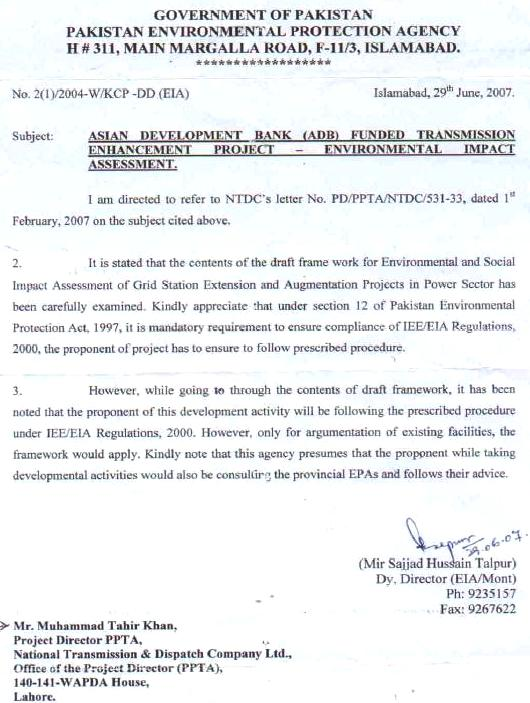 GOVERNMENT OF PAKISTAN
PAKISTAN ENVIRONMENTAL PROTECTION AGENCY
H # 311, MAIN MARGALLA ROAD, F-11/3, ISLAMABAD.
******************
No. 2(1)/2004-W/KCP -DD (EIA) Islamabad, 29th June, 2007.
Subject: ASIAN DEVELOPMENT BANK (ADB) FUNDED TRANSMISSION
ENHANCEMENT PROJECT – ENVIRONMENTAL IMPACT
ASSESSMENT.
I am directed to refer to NTDC's letter No. PD/PPTA/NTDC/531-33, dated 1st
February, 2007 on the subject cited above.
2. It is stated that the contents of the draft frame work for Environmental and Social
Impact Assessment of Grid Station Extension and Augmentation Projects in Power Sector has
been carefully examined. Kindly appreciate that under section 12 of Pakistan Environmental
Protection Act, 1997, it is mandatory requirement to ensure compliance of IEE/EIA Regulations,
2000, the proponent of project has to ensure to follow prescribed procedure.
3. However, while going to through the contents of draft framework, it has been
noted that the proponent of this development activity will be following the prescribed procedure
under IEE/EIA Regulations, 2000. However, only for argumentation of existing facilities, the
framework would apply. Kindly note that this agency presumes that the proponent while taking
developmental activities would also be consulting the provincial EPAs and follows their advice.
29.06.07.
(Mir Sajjad Hussain Talpur)
Dy. Director (EIA/Mont)
Ph: 9235157
Fax: 9267622
Mr. Muhammad Tahir Khan,
Project Director PPTA,
National Transmission & Dispatch Company Ltd.,
Office of the Project Director (PPTA),
140-141-WAPDA House,
Lahore.